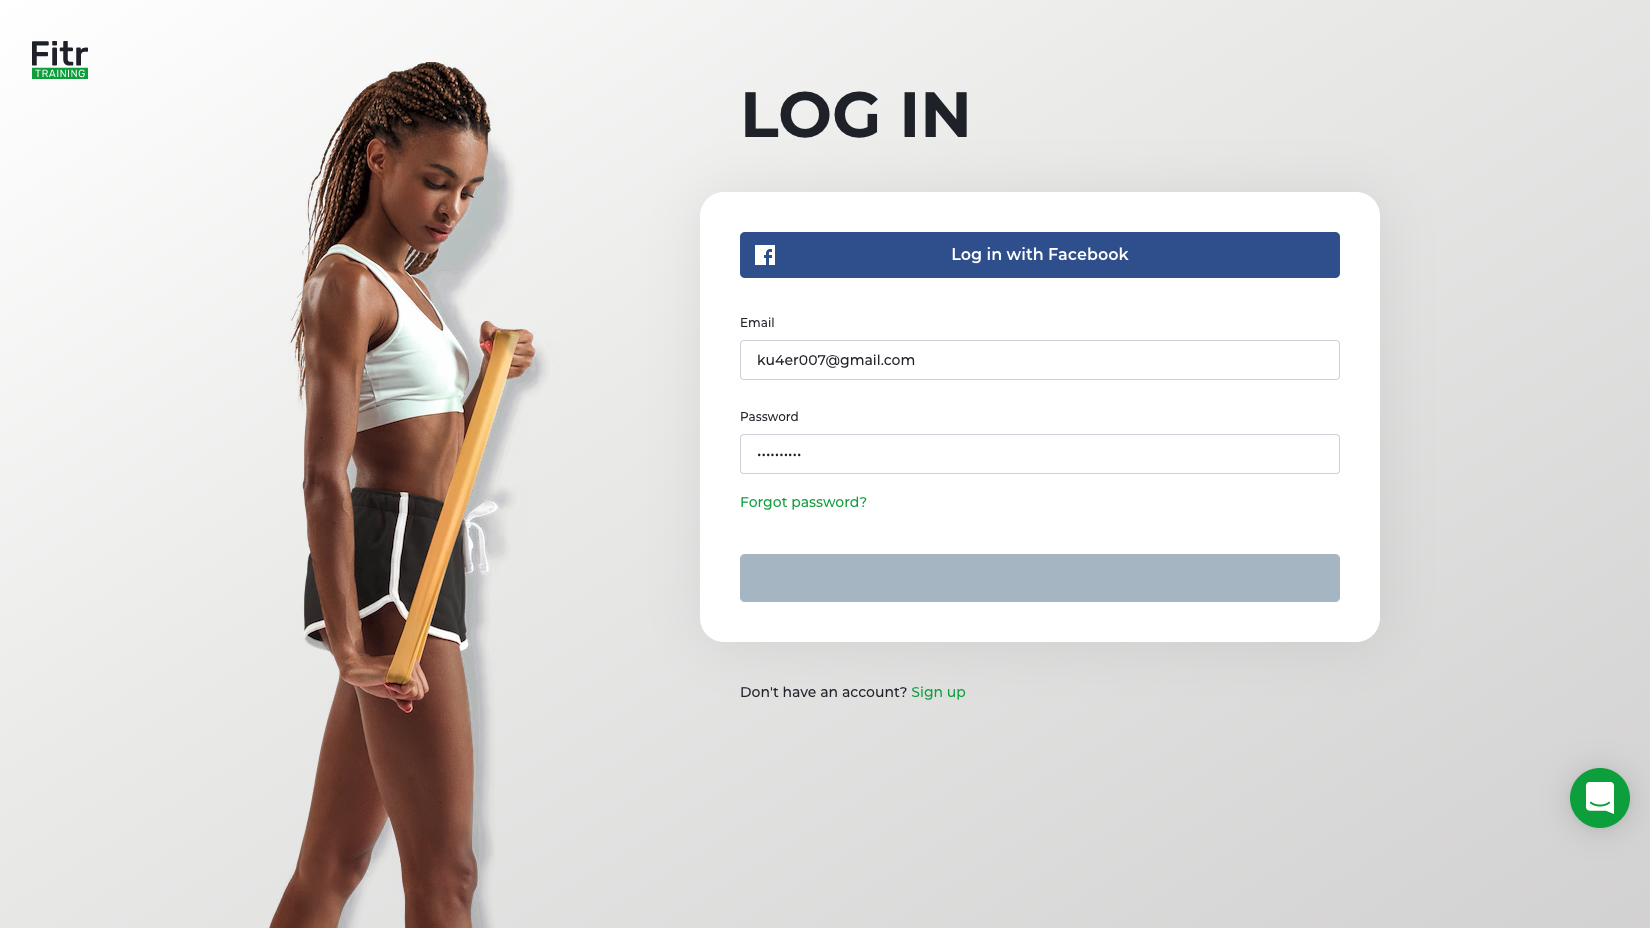 Fitr
TRAINING
LOG IN
Log in with Facebook
Email
ku4er007@gmail.com
Password
••••••••••
Forgot password?
Don't have an account? Sign up